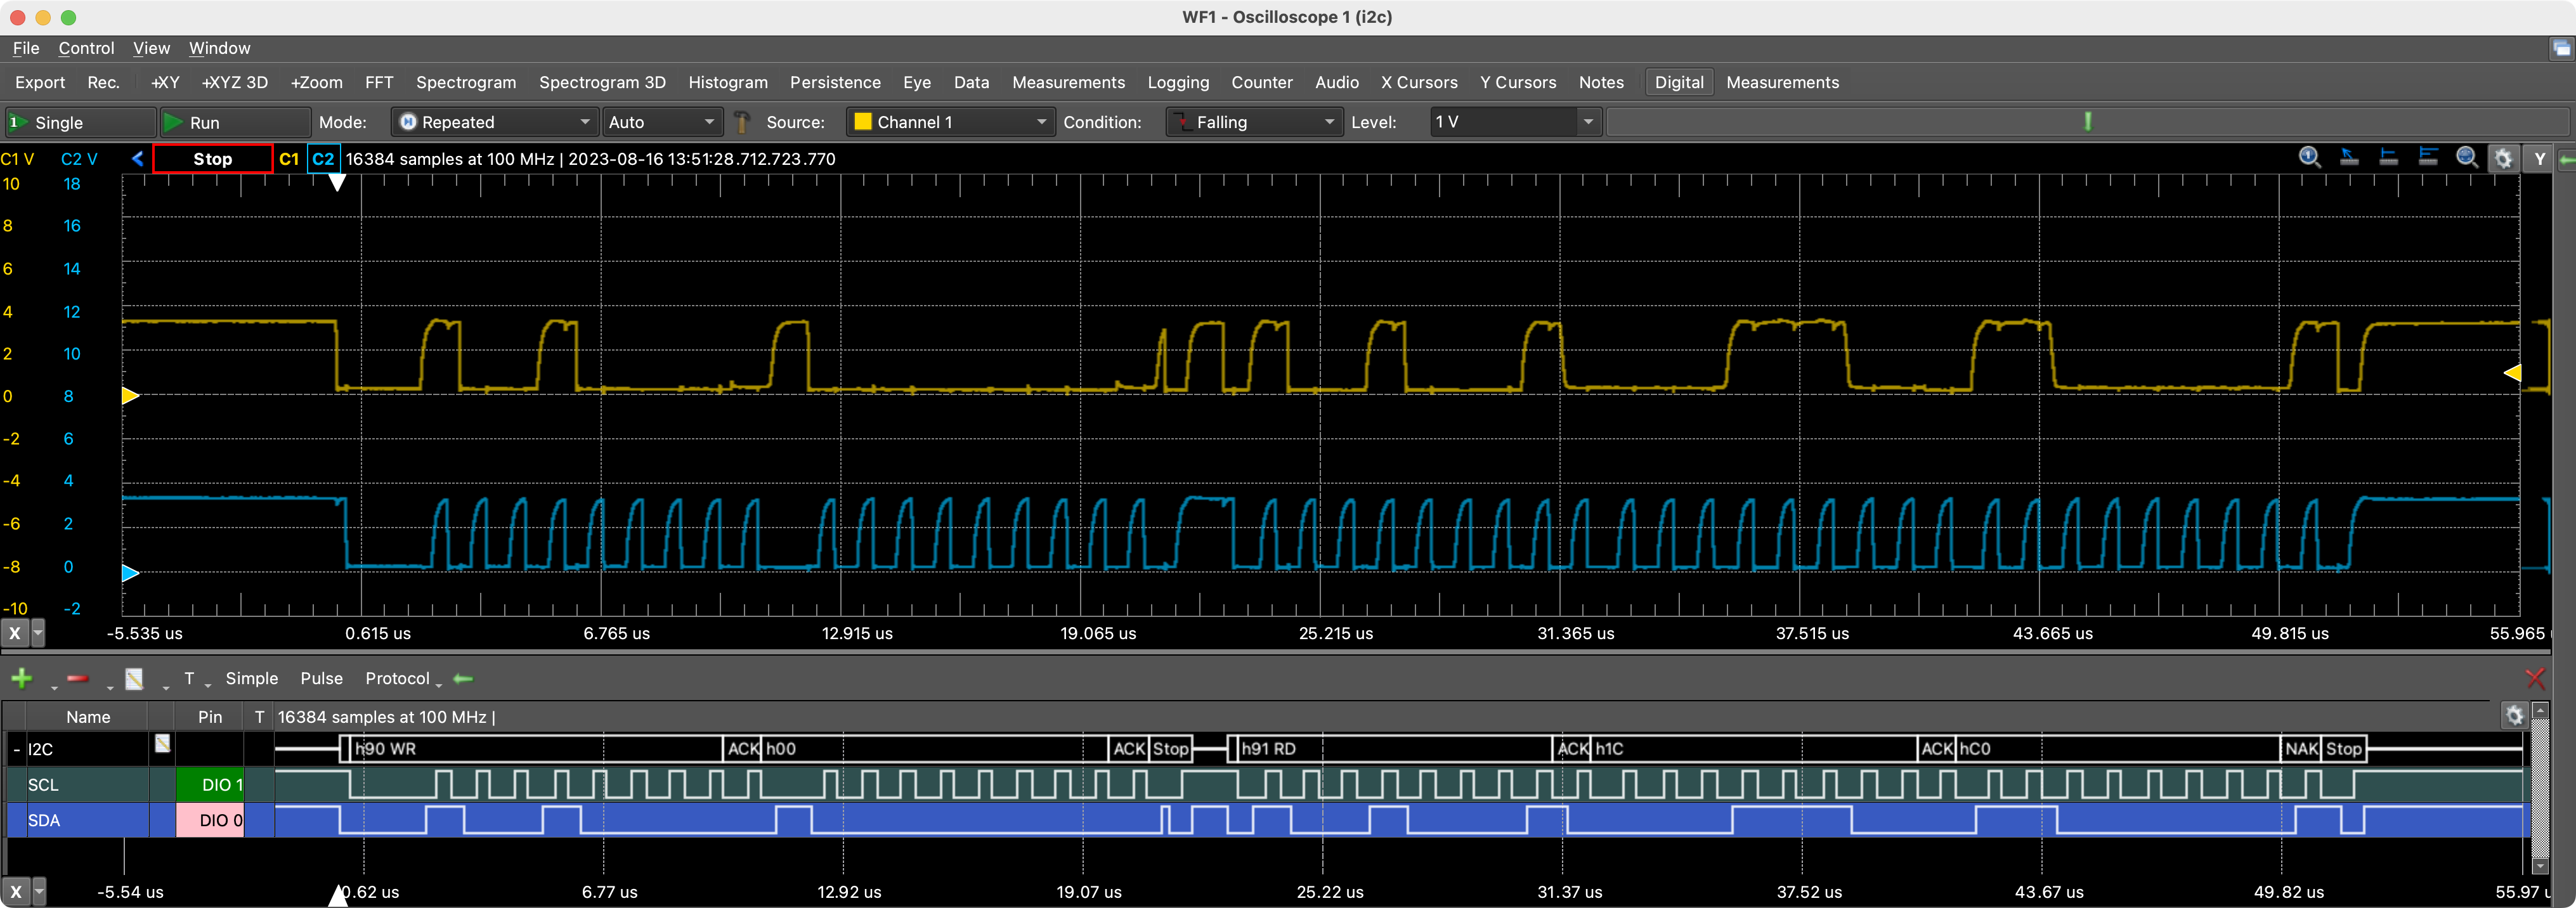 WF1 - Oscilloscope 1 (i2c)
File Control View Window
Export Rec. +XY +XYZ 3D +Zoom FFT Spectrogram Spectrogram 3D Histogram Persistence Eye Data Measurements Logging Counter Audio X Cursors Y Cursors Notes Digital Measurements
1 Single Run Mode: Repeated Auto Source: Channel 1 Condition: Falling Level: 1 V
C1 V C2 V Stop C1 C2 16384 samples at 100 MHz | 2023-08-16 13:51:28.712.723.770 Y
10 18
8 16
6 14
4 12
2 10
0 8
-2 6
-4 4
-6 2
-8 0
-10 -2
X -5.535 us 0.615 us 6.765 us 12.915 us 19.065 us 25.215 us 31.365 us 37.515 us 43.665 us 49.815 us 55.965
T Simple Pulse Protocol
Name Pin T 16384 samples at 100 MHz |
- I2C h90 WR ACK h00 ACK Stop h91 RD ACK h1C ACK hC0 NAK Stop
SCL DIO 1
SDA DIO 0
X -5.54 us 0.62 us 6.77 us 12.92 us 19.07 us 25.22 us 31.37 us 37.52 us 43.67 us 49.82 us 55.97